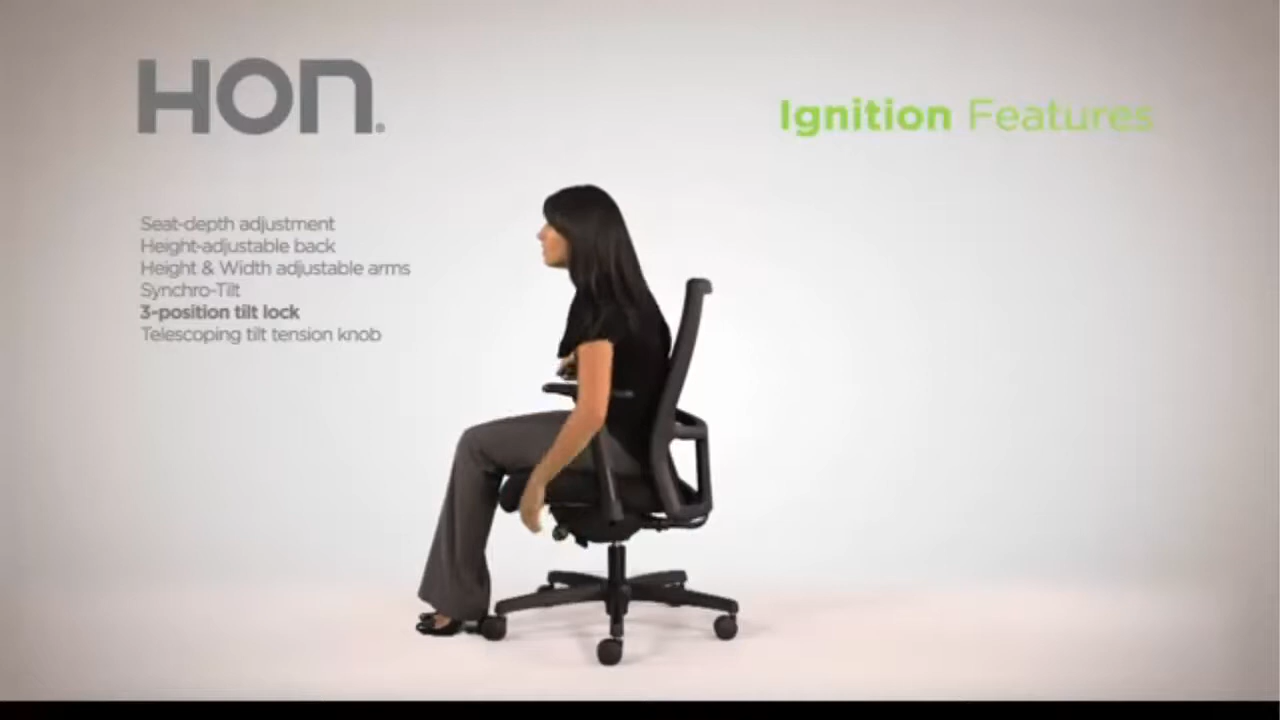 HON.
Ignition Features
Seat-depth adjustment
Height-adjustable back
Height & Width adjustable arms
Synchro-Tilt
3-position tilt lock
Telescoping tilt tension knob